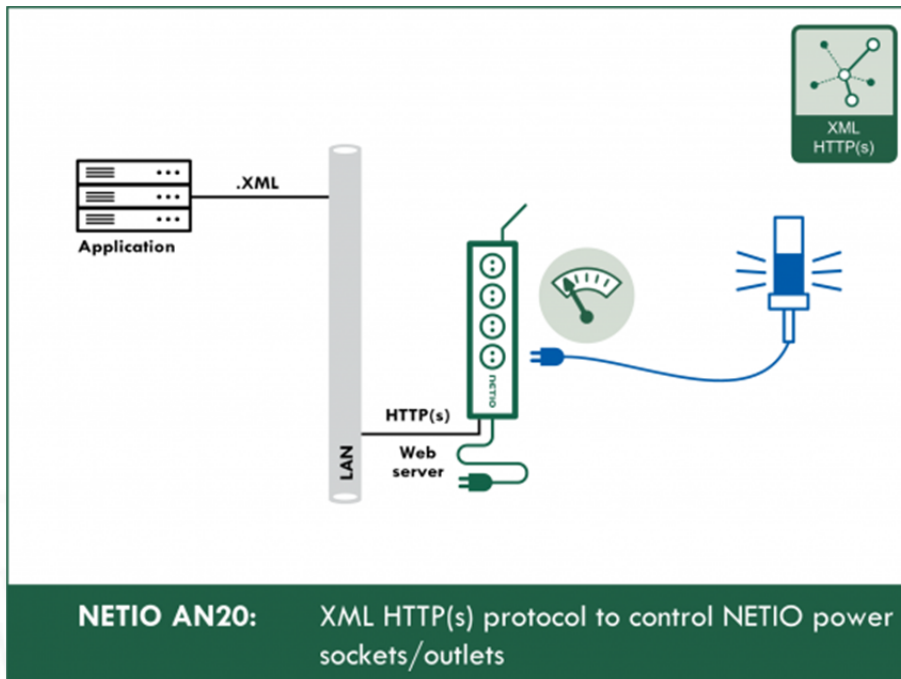 XML
HTTP(s)
.XML
Application
HTTP(s)
Web
server
LAN
NETIO
NETIO AN20: XML HTTP(s) protocol to control NETIO power
sockets/outlets